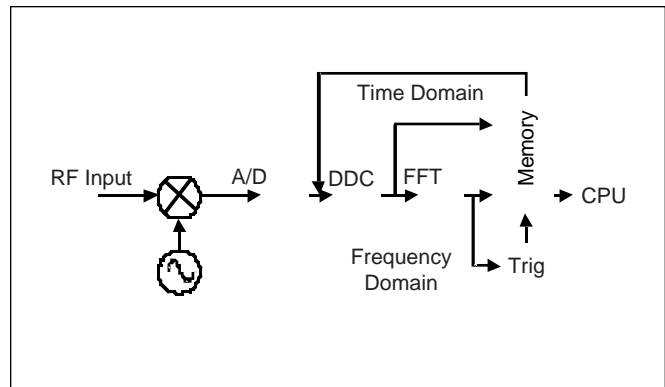 Time Domain
Memory
RF Input
A/D
DDC
FFT
CPU
Frequency
Domain
Trig